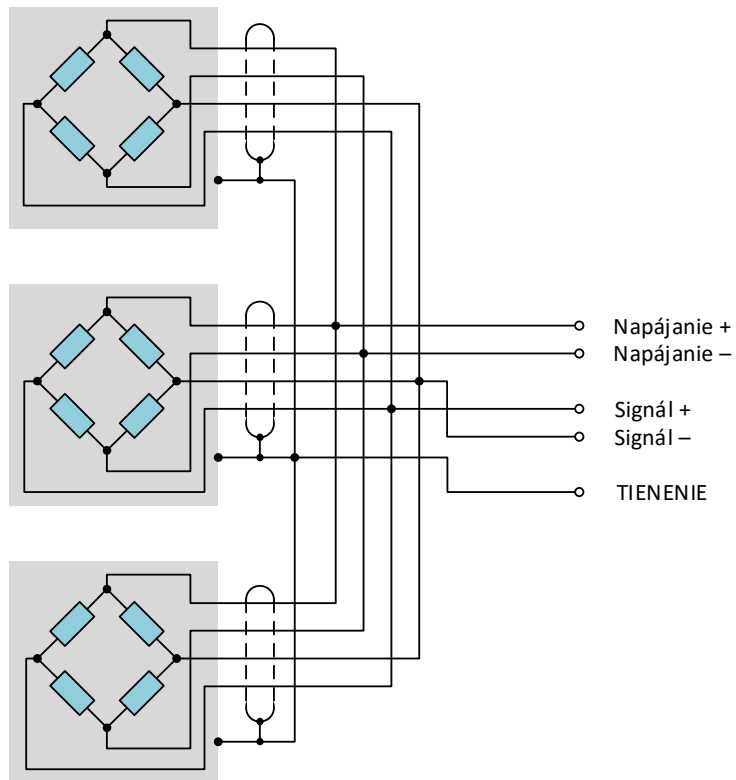 Napájanie +
Napájanie –
Signál +
Signál –
TIENENIE